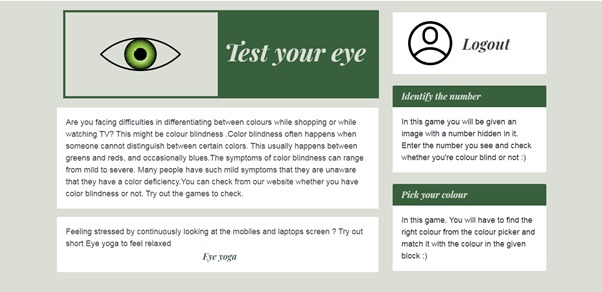 Test your eye
Are you facing difficulties in differentiating between colours while shopping or while
watching TV? This might be colour blindness .Color blindness often happens when
someone cannot distinguish between certain colors. This usually happens between
greens and reds, and occasionally blues.The symptoms of color blindness can range
from mild to severe. Many people have such mild symptoms that they are unaware
that they have a color deficiency.You can check from our website whether you have
color blindness or not. Try out the games to check.
Feeling stressed by continuously looking at the mobiles and laptops screen ? Try out
short Eye yoga to feel relaxed
Eye yoga
Logout
Identify the number
In this game you will be given an
image with a number hidden in it.
Enter the number you see and check
whether you're colour blind or not :)
Pick your colour
In this game, You will have to find the
right colour from the colour picker and
match it with the colour in the given
block :)